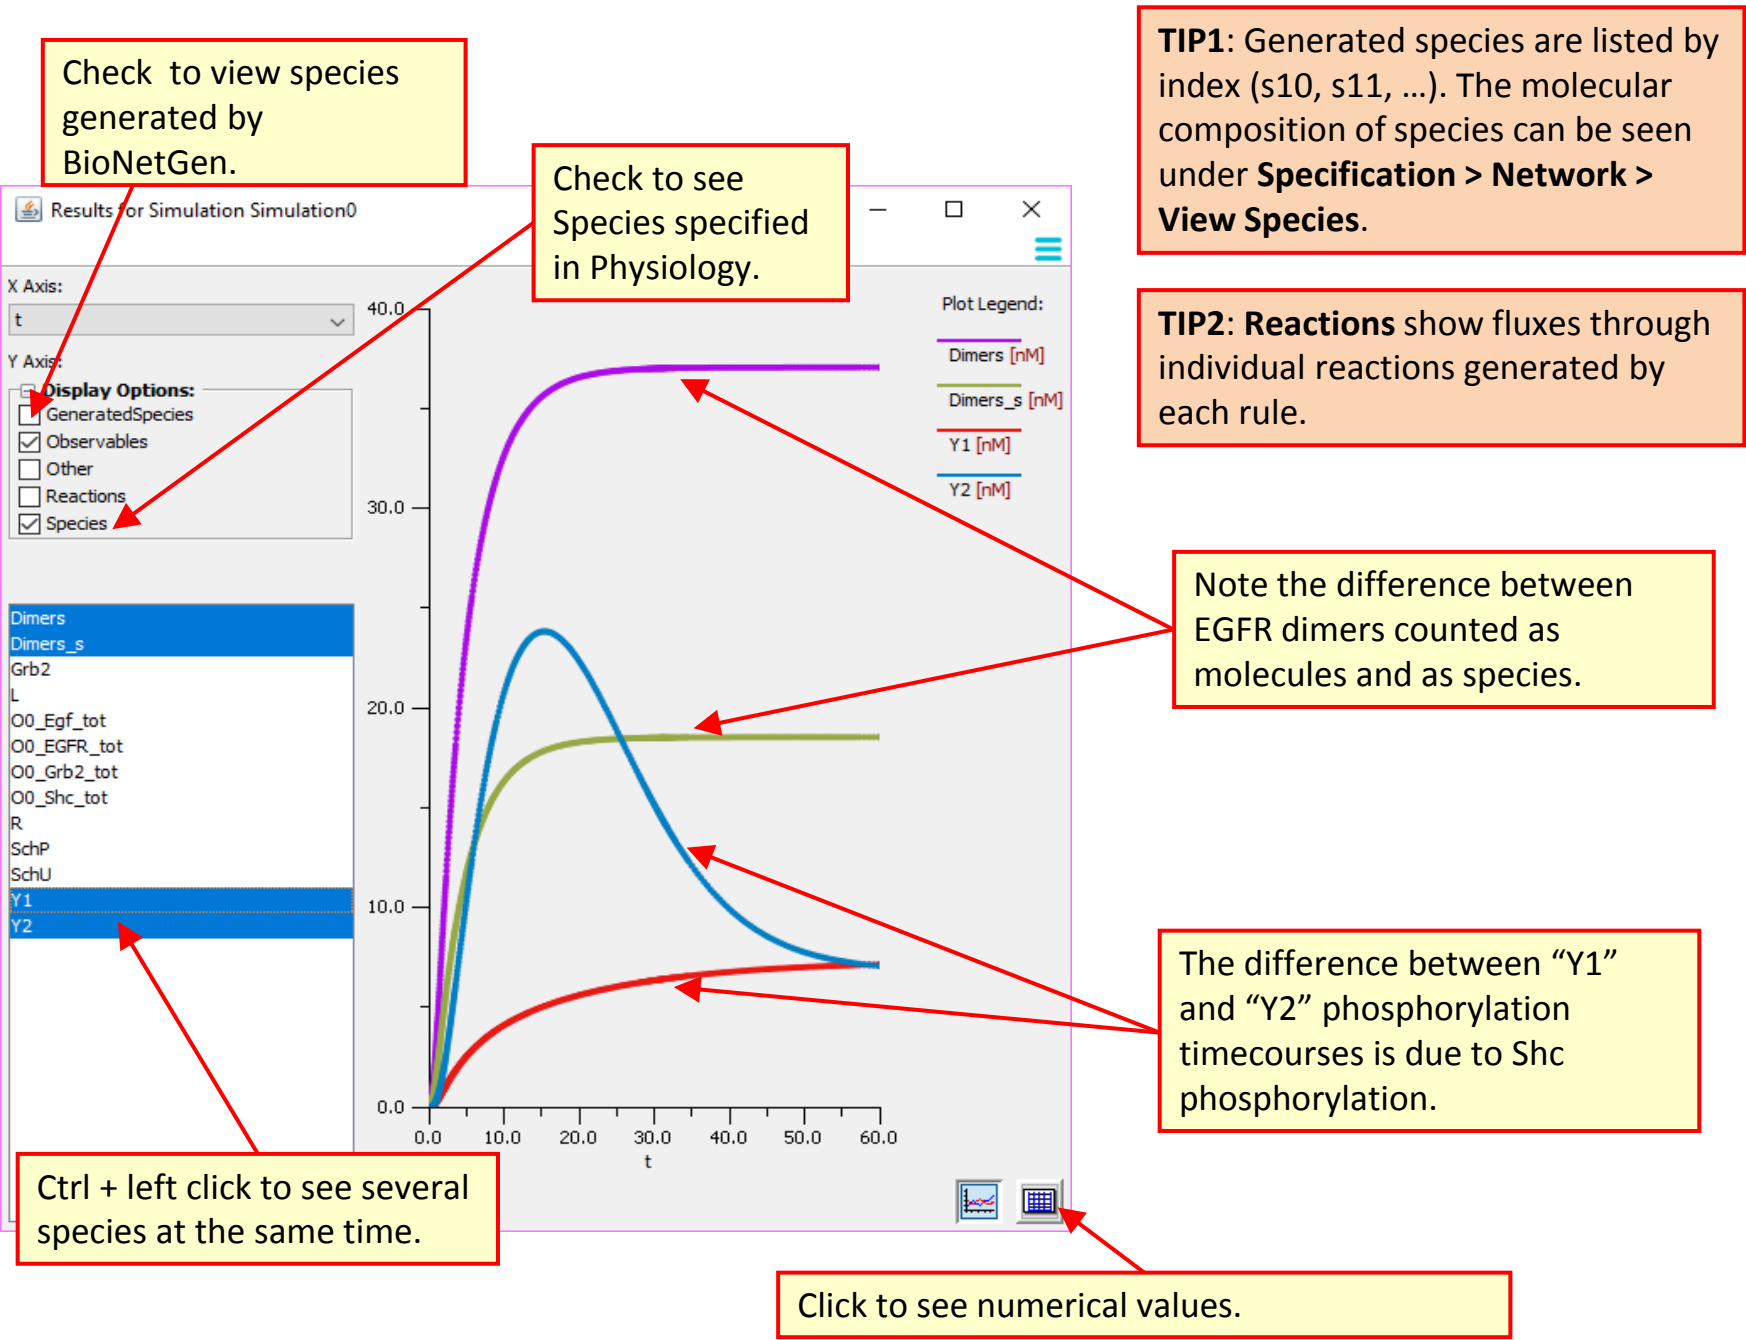 Check  to view species
generated by
BioNetGen.
Check to see
Species specified
in Physiology.
TIP1: Generated species are listed by
index (s10, s11, …). The molecular
composition of species can be seen
under Specification > Network >
View Species.
TIP2: Reactions show fluxes through
individual reactions generated by
each rule.
Results for Simulation Simulation0
X Axis:
t
Y Axis:
Display Options:
GeneratedSpecies
Observables
Other
Reactions
Species
Dimers
Dimers_s
Grb2
L
O0_Egf_tot
O0_EGFR_tot
O0_Grb2_tot
O0_Shc_tot
R
SchP
SchU
Y1
Y2
40.0
30.0
20.0
10.0
0.0
0.0 10.0 20.0 30.0 40.0 50.0 60.0
t
Plot Legend:
Dimers [nM]
Dimers_s [nM]
Y1 [nM]
Y2 [nM]
Note the difference between
EGFR dimers counted as
molecules and as species.
The difference between “Y1”
and “Y2” phosphorylation
timecourses is due to Shc
phosphorylation.
Ctrl + left click to see several
species at the same time.
Click to see numerical values.